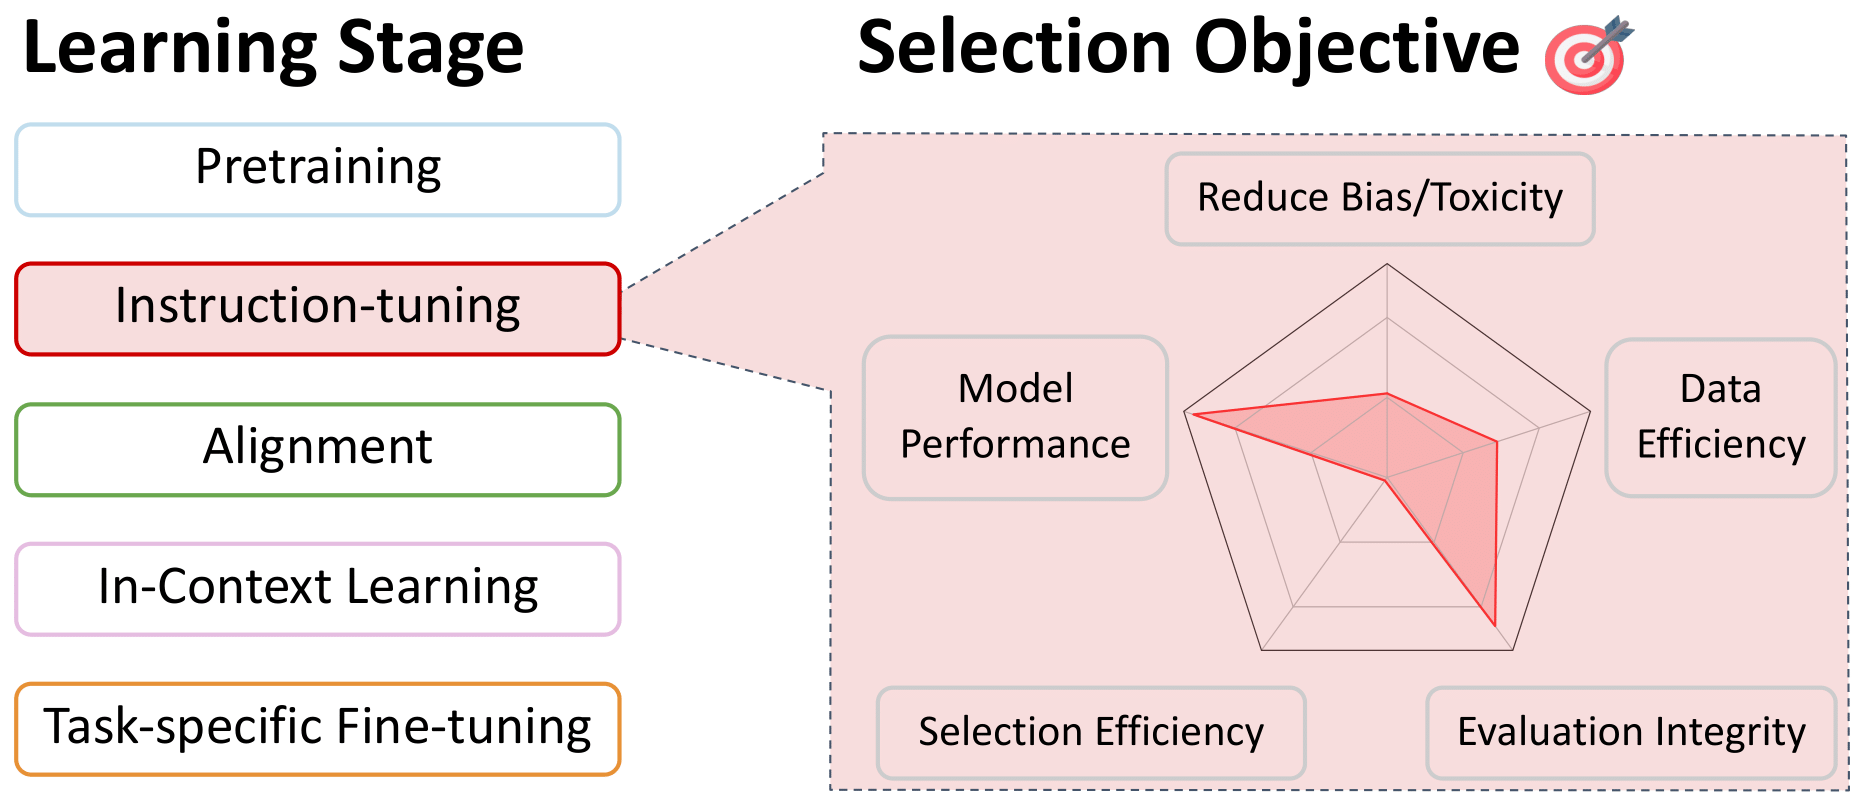 Learning Stage
Pretraining
Instruction-tuning
Alignment
In-Context Learning
Task-specific Fine-tuning
Selection Objective
Reduce Bias/Toxicity
Model
Performance
Data
Efficiency
Selection Efficiency
Evaluation Integrity